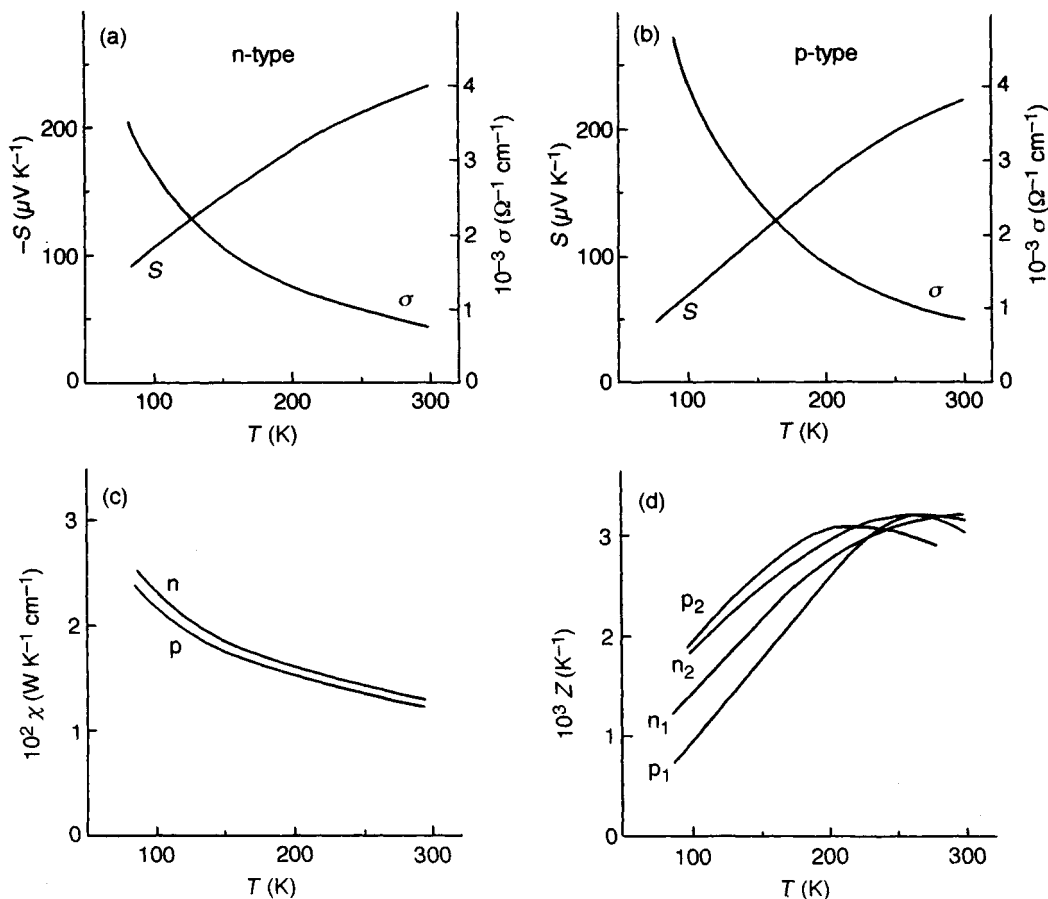 (a)
n-type
200
100
0
−S (μV K⁻¹)
4
3
2
1
0
10⁻³ σ (Ω⁻¹ cm⁻¹)
S
σ
100
200
300
T (K)
(b)
p-type
200
100
0
S (μV K⁻¹)
4
3
2
1
0
10⁻³ σ (Ω⁻¹ cm⁻¹)
S
σ
100
200
300
T (K)
(c)
3
2
1
0
10² χ (W K⁻¹ cm⁻¹)
n
p
100
200
300
T (K)
(d)
3
2
1
0
10³ Z (K⁻¹)
p₂
n₂
n₁
p₁
100
200
300
T (K)